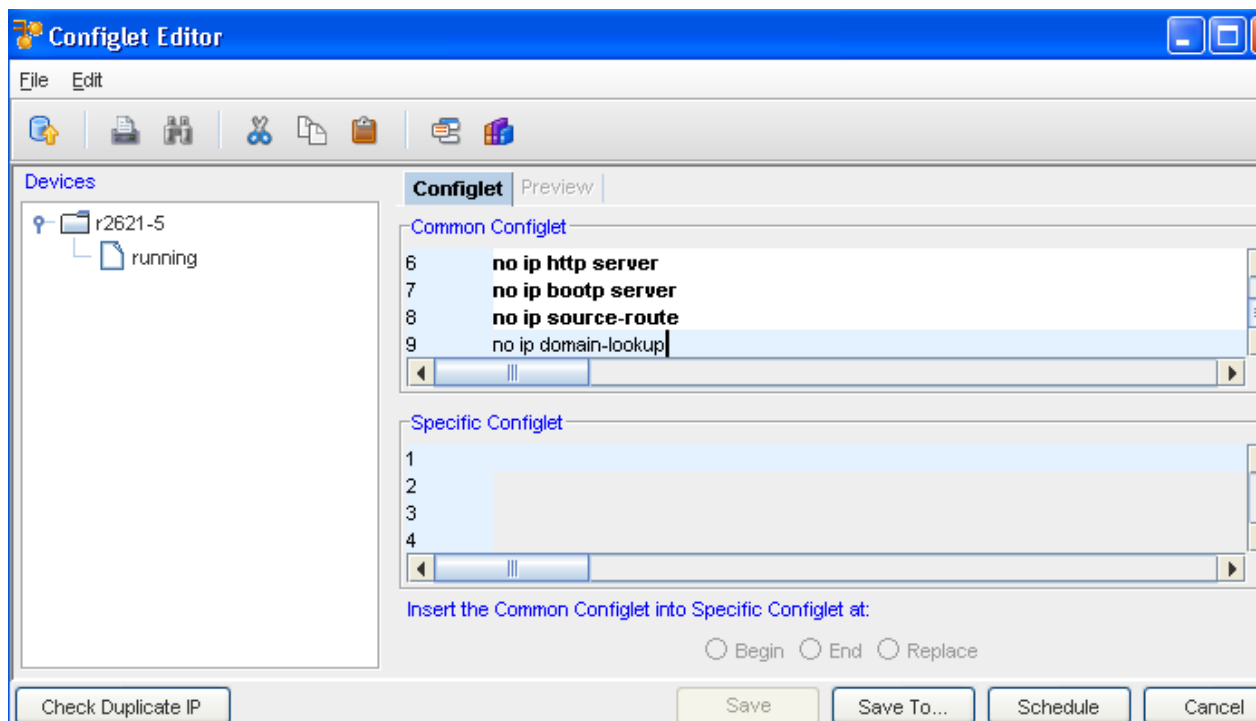 Configlet Editor
File Edit
Devices
r2621-5
running
Configlet Preview
Common Configlet
6 no ip http server
7 no ip bootp server
8 no ip source-route
9 no ip domain-lookup
Specific Configlet
1
2
3
4
Insert the Common Configlet into Specific Configlet at:
Begin End Replace
Check Duplicate IP Save Save To... Schedule Cancel